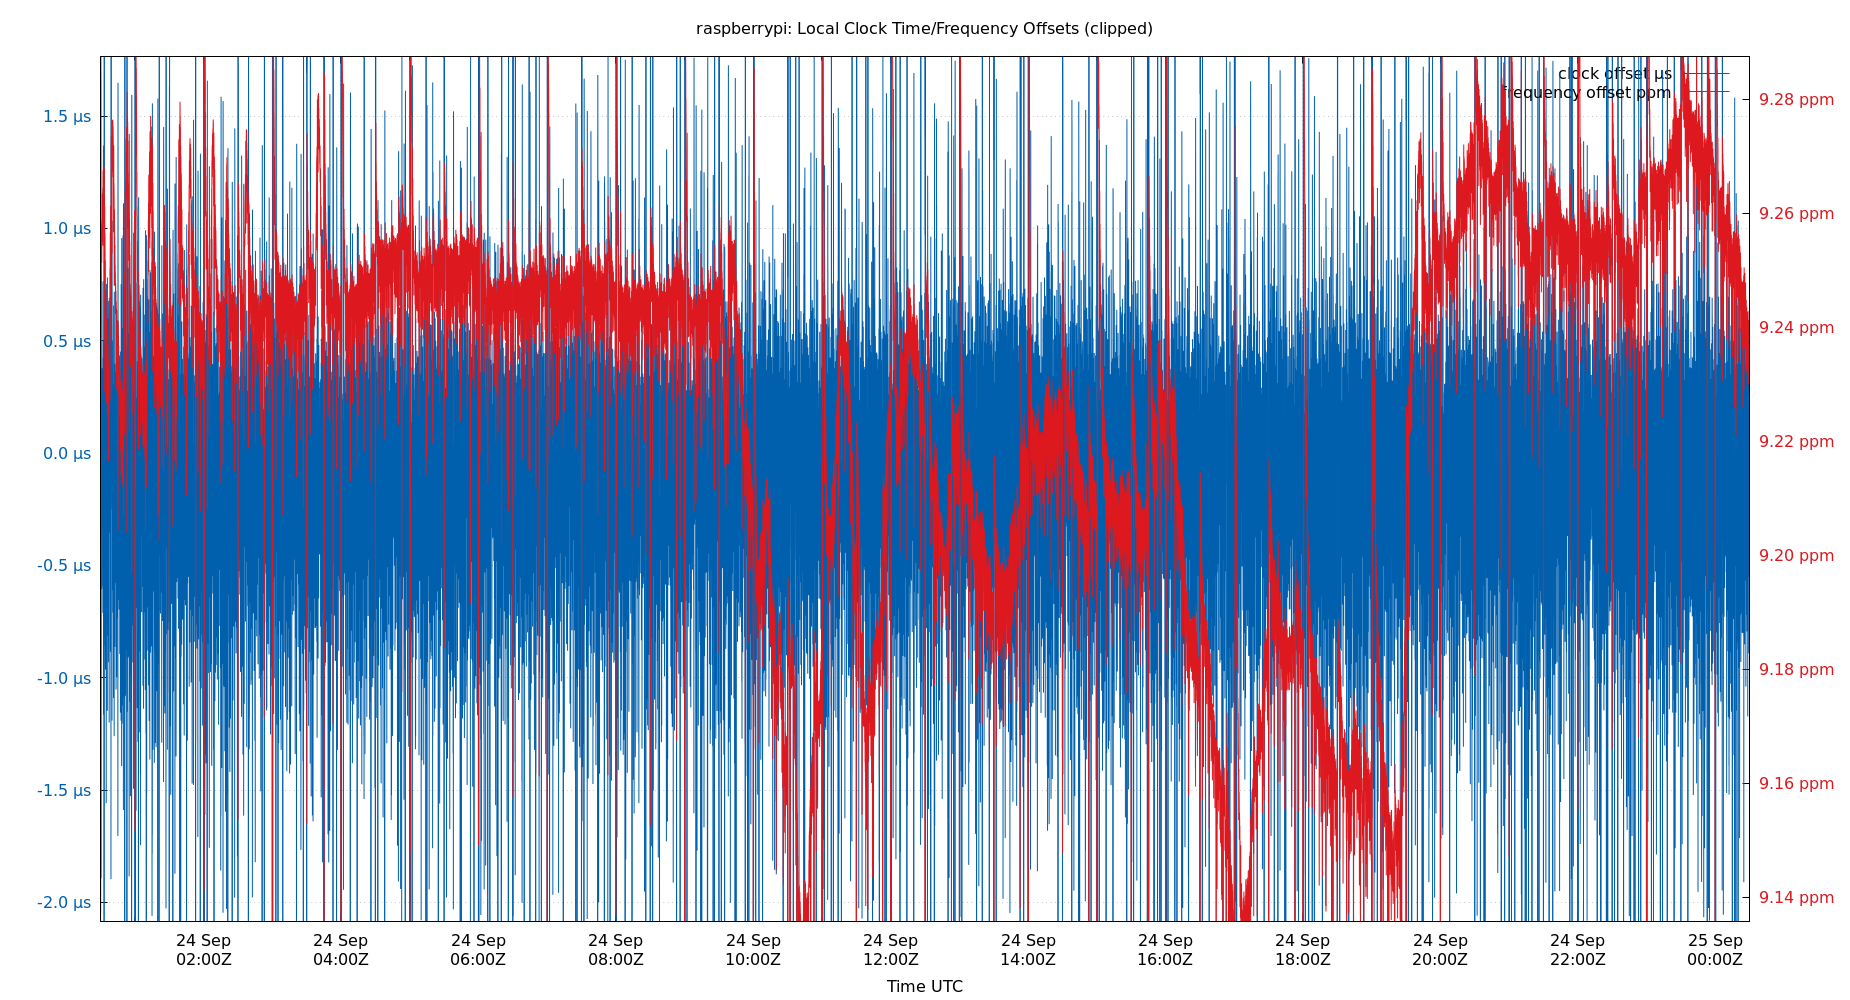 raspberrypi: Local Clock Time/Frequency Offsets (clipped)
clock offset µs
frequency offset ppm
1.5 µs
1.0 µs
0.5 µs
0.0 µs
-0.5 µs
-1.0 µs
-1.5 µs
-2.0 µs
9.28 ppm
9.26 ppm
9.24 ppm
9.22 ppm
9.20 ppm
9.18 ppm
9.16 ppm
9.14 ppm
24 Sep 24 Sep 24 Sep 24 Sep 24 Sep 24 Sep 24 Sep 24 Sep 24 Sep 24 Sep 24 Sep 25 Sep
02:00Z 04:00Z 06:00Z 08:00Z 10:00Z 12:00Z 14:00Z 16:00Z 18:00Z 20:00Z 22:00Z 00:00Z
Time UTC